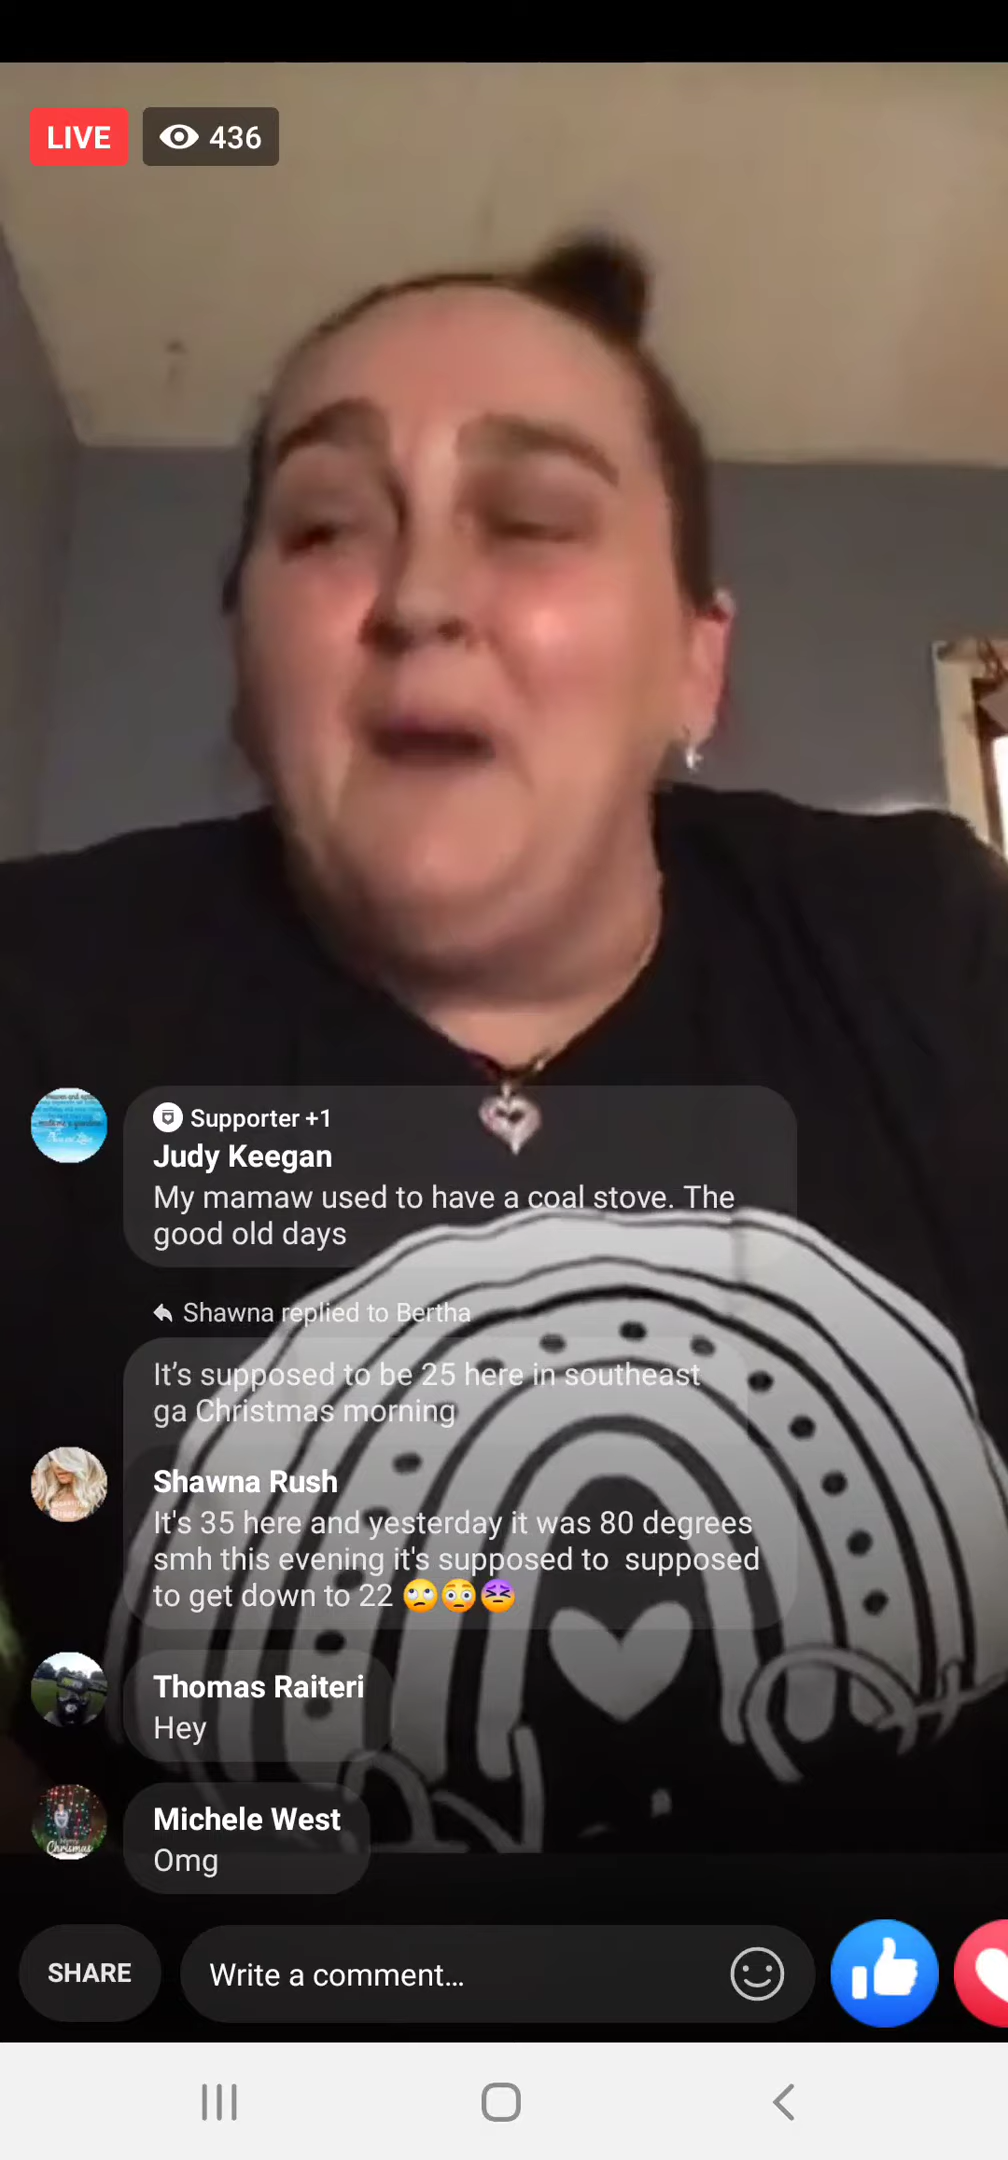 LIVE 436
Supporter +1
Judy Keegan
My mamaw used to have a coal stove. The
good old days
Shawna replied to Bertha
It's supposed to be 25 here in southeast
ga Christmas morning
Shawna Rush
It's 35 here and yesterday it was 80 degrees
smh this evening it's supposed to supposed
to get down to 22 🙄😳😣
Thomas Raiteri
Hey
Michele West
Omg
SHARE
Write a comment...